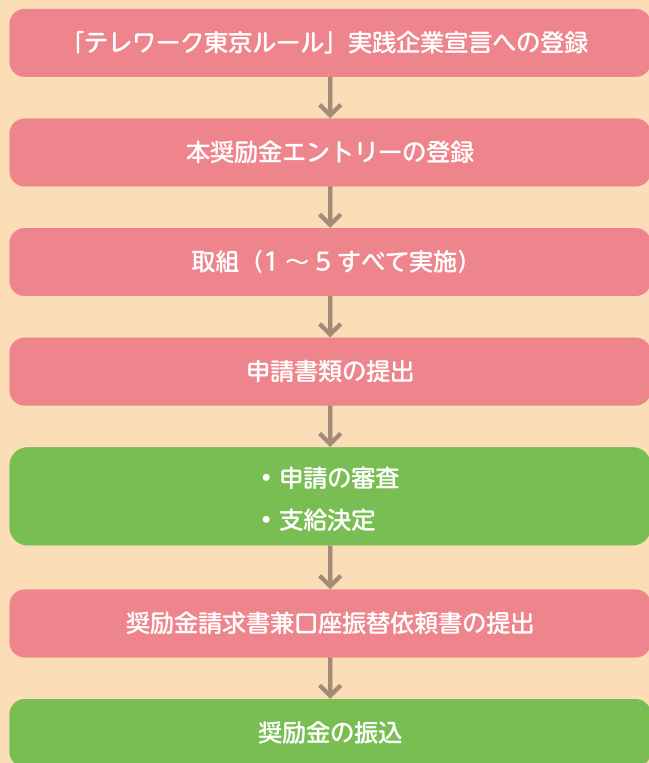 「テレワーク東京ルール」実践企業宣言への登録
本奨励金エントリーの登録
取組（1～5すべて実施）
申請書類の提出
・申請の審査
・支給決定
奨励金請求書兼口座振替依頼書の提出
奨励金の振込